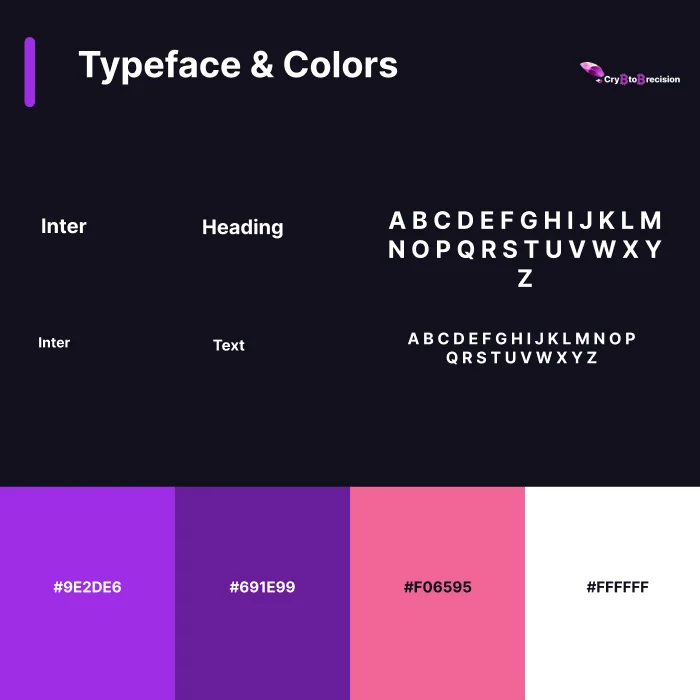 Typeface & Colors
CryBtoBrecision
Inter
Heading
A B C D E F G H I J K L M
N O P Q R S T U V W X Y
Z
Inter
Text
A B C D E F G H I J K L M N O P
Q R S T U V W X Y Z
#9E2DE6
#691E99
#F06595
#FFFFFF